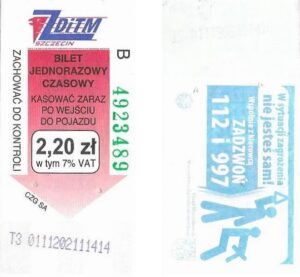 ZDiTM
SZCZECIN
BILET
JEDNORAZOWY
CZASOWY
KASOWAĆ ZARAZ
PO WEJŚCIU
DO POJAZDU
2,20 zł
w tym 7% VAT
ZACHOWAĆ DO KONTROLI
B 4923489
CZG SA
T3 0111202111414
W sytuacji zagrożenia
nie jesteś sam!
ZADZWOŃ
112 i 997